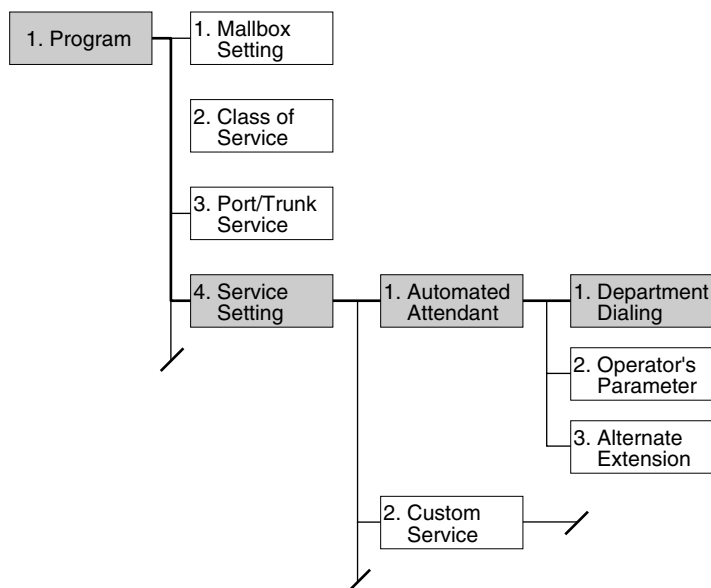 1. Program
1. Mallbox
Setting
2. Class of
Service
3. Port/Trunk
Service
4. Service
Setting
1. Automated
Attendant
1. Department
Dialing
2. Operator's
Parameter
3. Alternate
Extension
2. Custom
Service